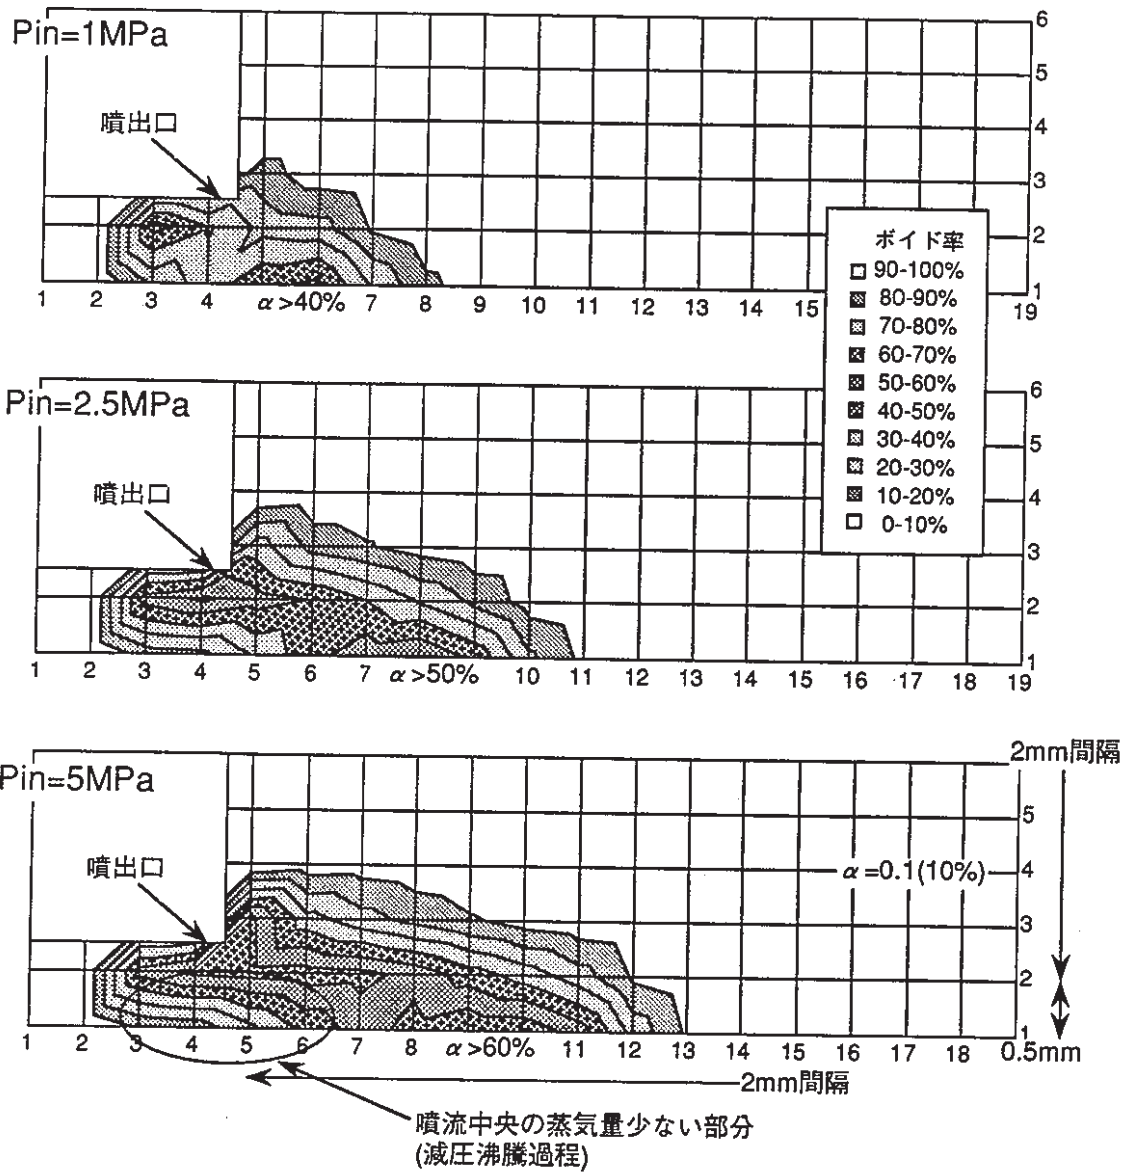 Pin=1MPa
噴出口
6
5
4
3
2
1
1 2 3 4 α>40% 7 8 9 10 11 12 13 14 15 19
ボイド率
90-100%
80-90%
70-80%
60-70%
50-60%
40-50%
30-40%
20-30%
10-20%
0-10%
Pin=2.5MPa
噴出口
6
5
4
3
2
1
1 2 3 4 5 6 7 α>50% 10 11 12 13 14 15 16 17 18 19
Pin=5MPa
噴出口
2mm間隔
5
α=0.1(10%) 4
3
2
1
1 2 3 4 5 6 7 8 α>60% 11 12 13 14 15 16 17 18 0.5mm
2mm間隔
噴流中央の蒸気量少ない部分
(減圧沸騰過程)